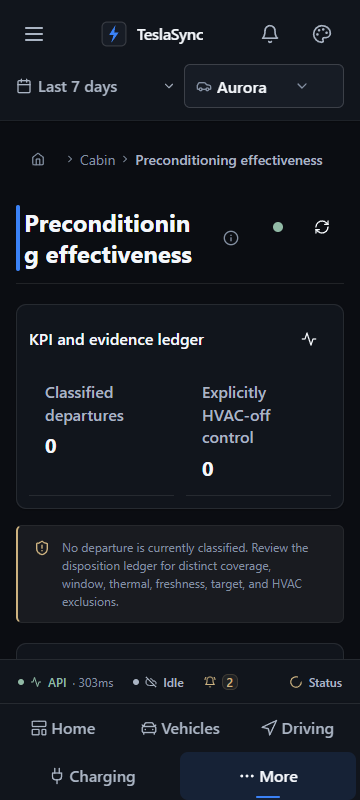 TeslaSync
Last 7 days
Aurora
Cabin
Preconditioning effectiveness
Preconditionin
g effectiveness
KPI and evidence ledger
Classified
departures
0
Explicitly
HVAC-off
control
0
No departure is currently classified. Review the
disposition ledger for distinct coverage,
window, thermal, freshness, target, and HVAC
exclusions.
API · 303ms
Idle
2
Status
Home
Vehicles
Driving
Charging
More